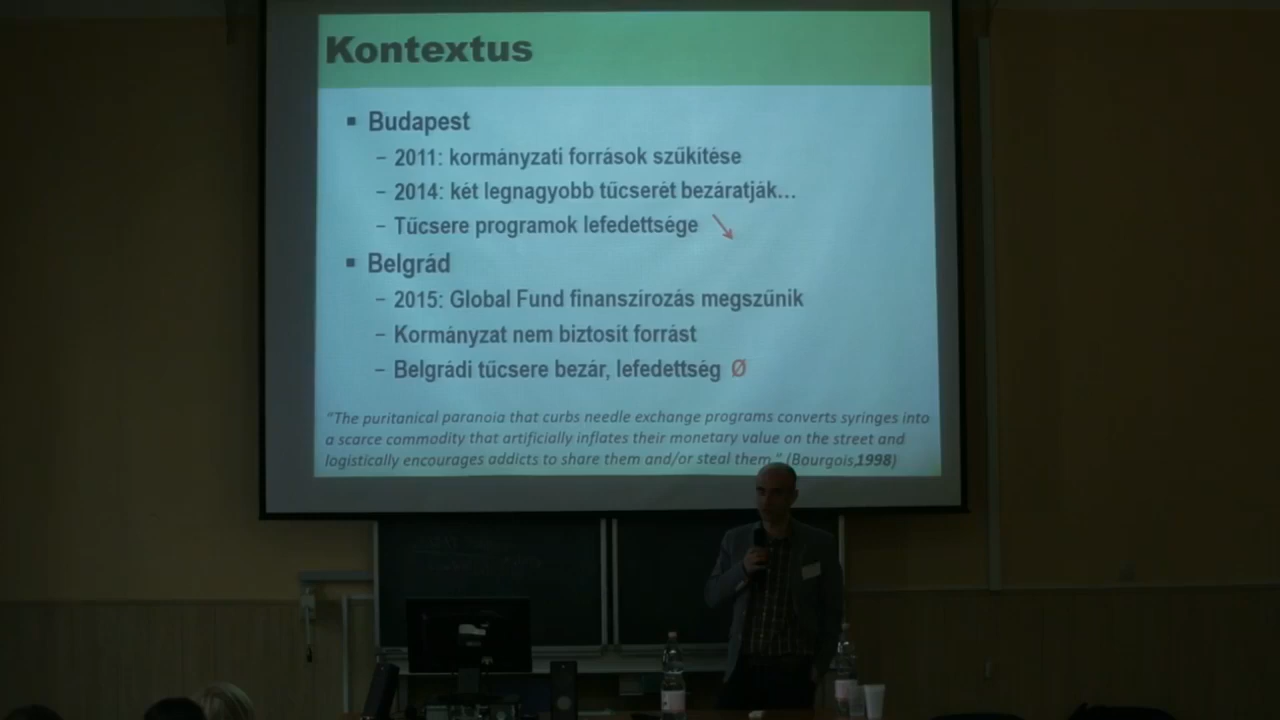 Kontextus
▪ Budapest
– 2011: kormányzati források szűkítése
– 2014: két legnagyobb tűcserét bezáratják...
– Tűcsere programok lefedettsége ↘
▪ Belgrád
– 2015: Global Fund finanszírozás megszűnik
– Kormányzat nem biztosít forrást
– Belgrádi tűcsere bezár, lefedettség Ø
"The puritanical paranoia that curbs needle exchange programs converts syringes into
a scarce commodity that artificially inflates their monetary value on the street and
logistically encourages addicts to share them and/or steal them." (Bourgois,1998)